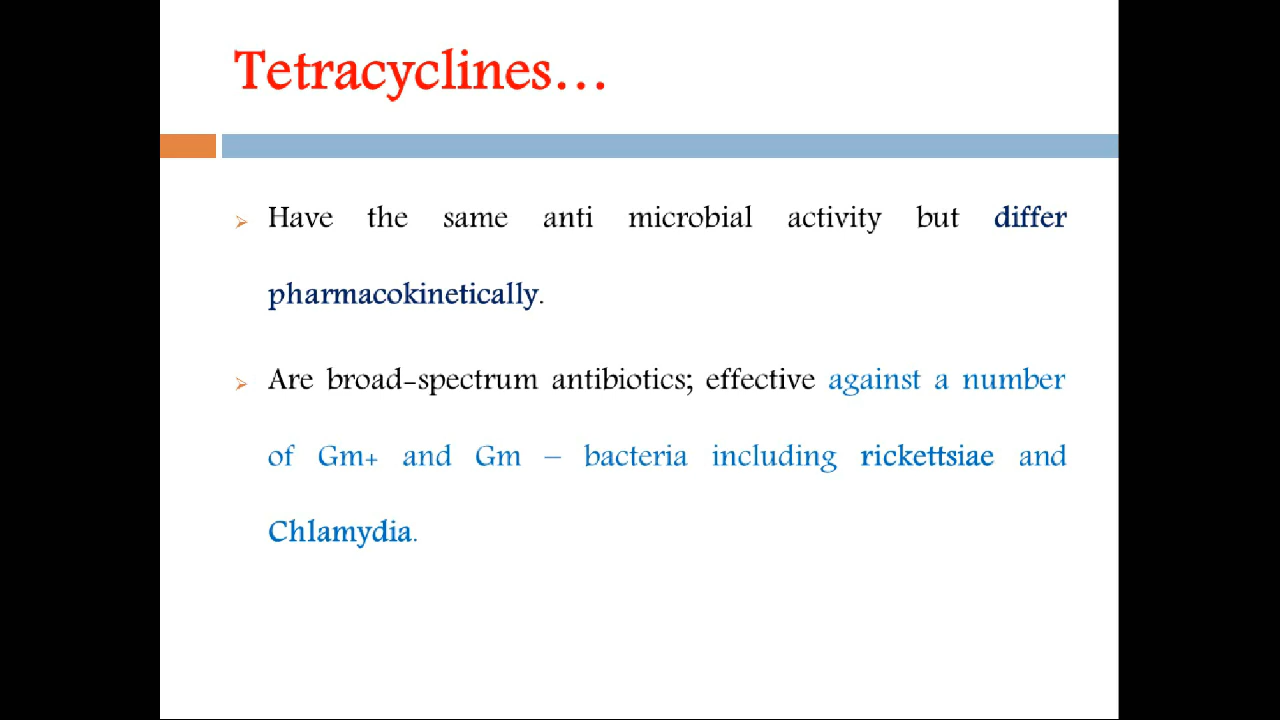 Tetracyclines...
Have the same anti microbial activity but differ
pharmacokinetically.
Are broad-spectrum antibiotics; effective against a number
of Gm+ and Gm – bacteria including rickettsiae and
Chlamydia.